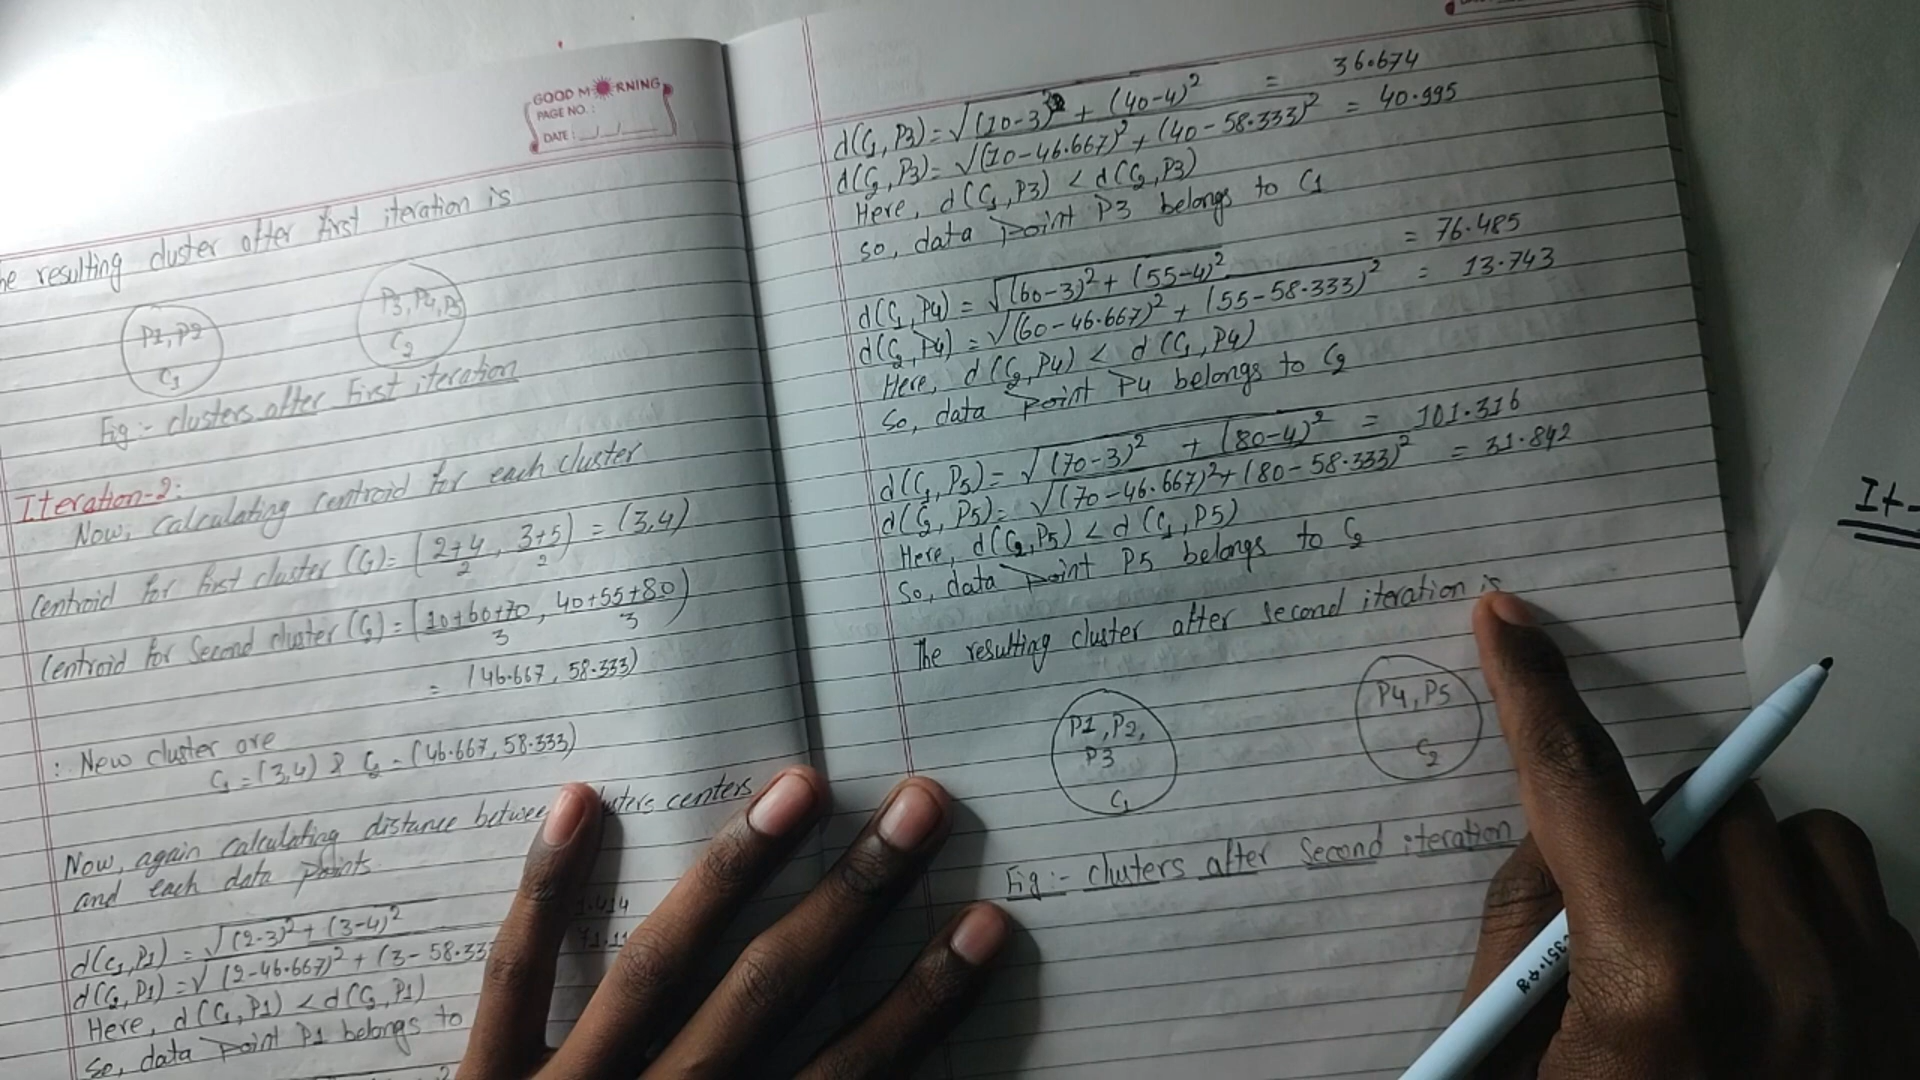 GOOD MORNING
PAGE NO.:
DATE:
he resulting cluster after first iteration is
P1, P2
C1
P3, P4, P5
C2
Fig:- clusters after First iteration
Iteration-2:
Now, calculating centroid for each cluster
Centroid for first cluster (C1) = (2+4/2, 3+5/2) = (3,4)
Centroid for Second cluster (C2) = (10+60+70/3, 40+55+80/3)
= (46.667, 58.333)
∴ New cluster are
C1 = (3,4) & C2 = (46.667, 58.333)
Now, again calculating distance between clusters centers
and each data points.
d(C1, P1) = √(2-3)² + (3-4)² 1.414
d(C2, P1) = √(2-46.667)² + (3-58.33 71.11
Here, d(C1, P1) < d(C2, P1)
So, data point P1 belongs to
d(C1, P3) = √(10-3)² + (40-4)² = 36.674
d(C2, P3) = √(10-46.667)² + (40-58.333)² = 40.995
Here, d(C1, P3) < d(C2, P3)
so, data point P3 belongs to C1
d(C1, P4) = √(60-3)² + (55-4)² = 76.485
d(C2, P4) = √(60-46.667)² + (55-58.333)² = 13.743
Here, d(C2, P4) < d(C1, P4)
So, data point P4 belongs to C2
d(C1, P5) = √(70-3)² + (80-4)² = 101.316
d(C2, P5) = √(70-46.667)² + (80-58.333)² = 31.842
Here, d(C2, P5) < d(C1, P5)
So, data point P5 belongs to C2
The resulting cluster after second iteration is
P1, P2,
P3
C1
P4, P5
C2
Fig:- clusters after Second iteration
It-